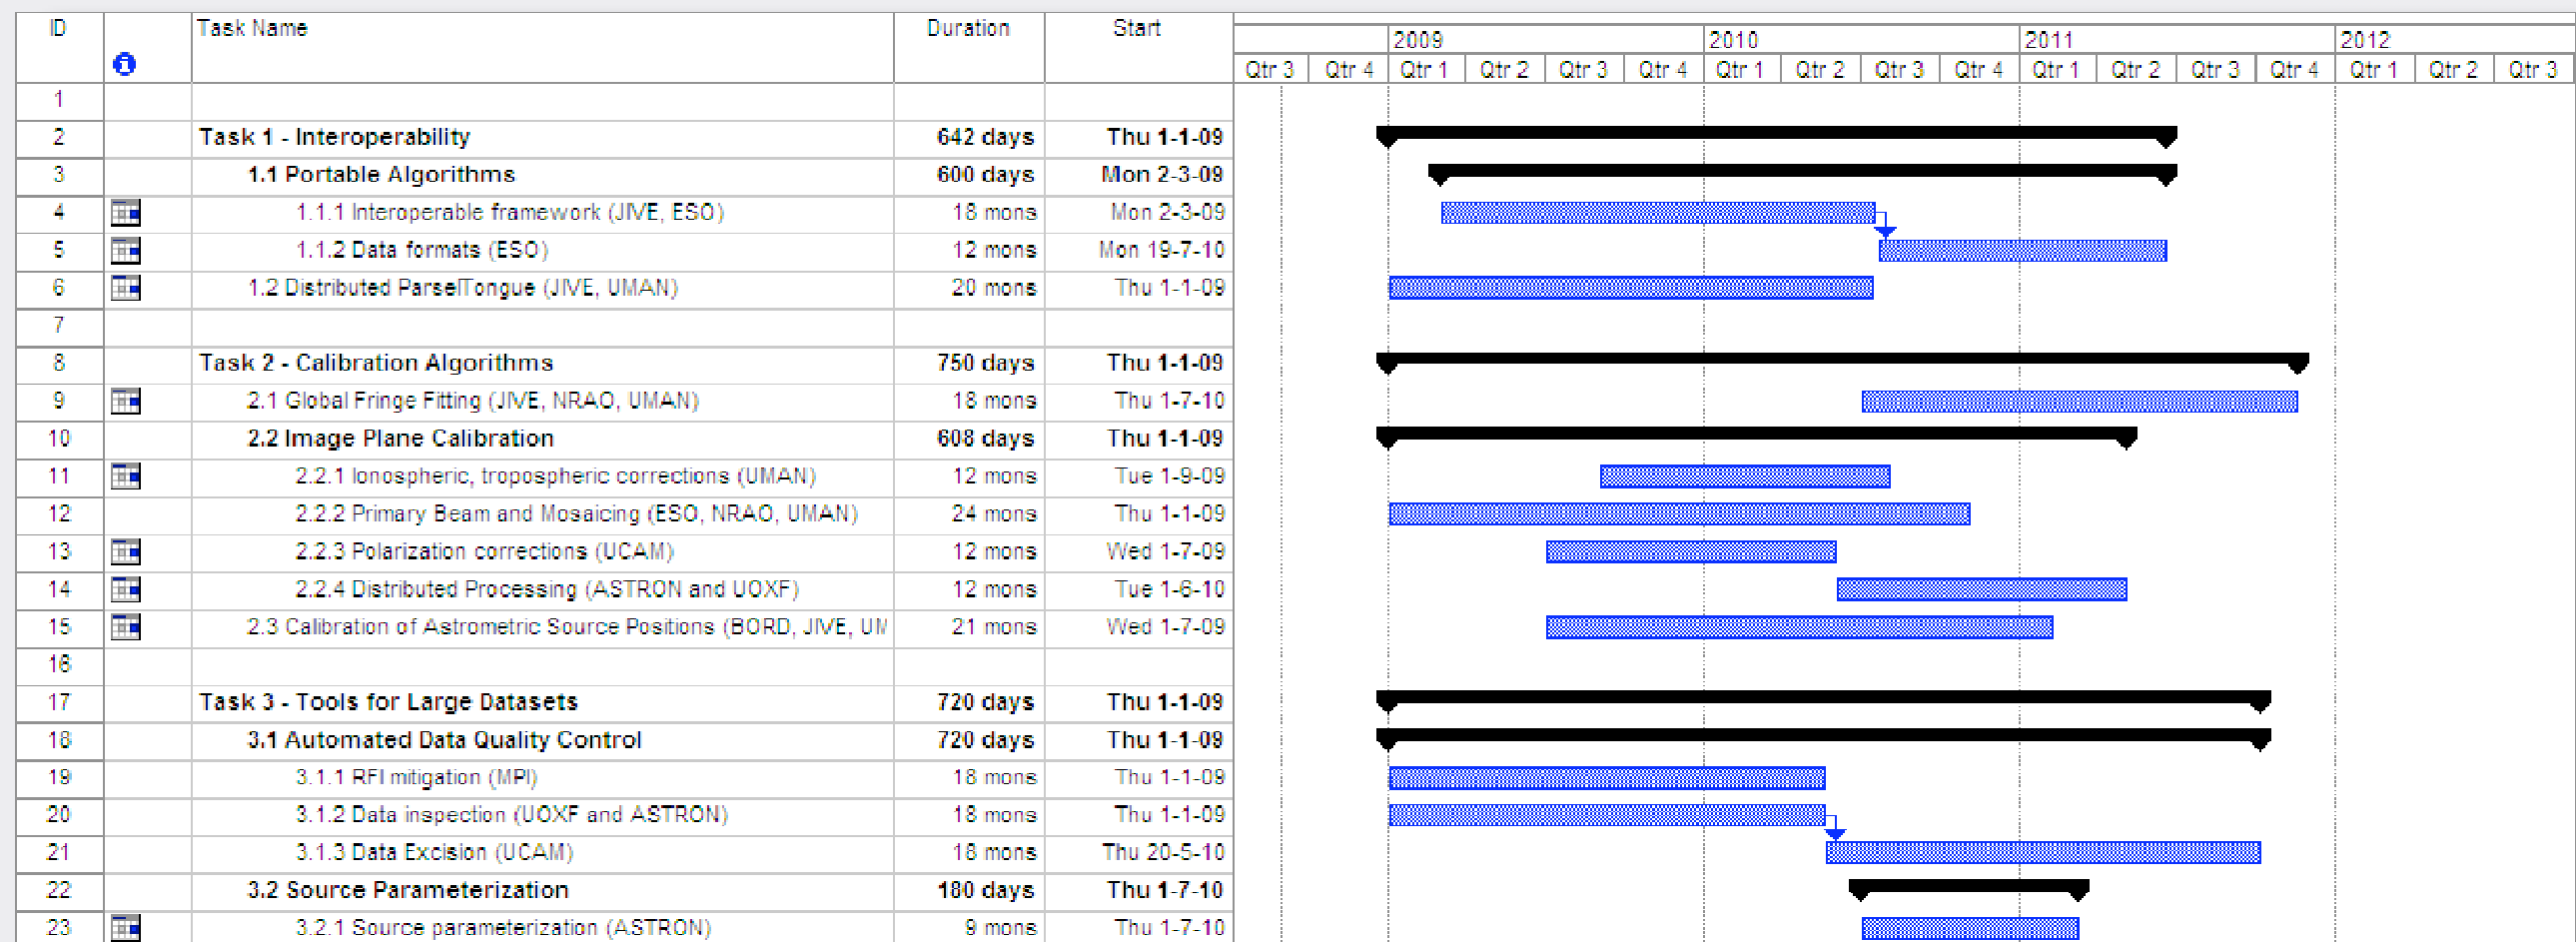 ID Task Name Duration Start
2009 2010 2011 2012
Qtr 3 Qtr 4 Qtr 1 Qtr 2 Qtr 3 Qtr 4 Qtr 1 Qtr 2 Qtr 3 Qtr 4 Qtr 1 Qtr 2 Qtr 3 Qtr 4 Qtr 1 Qtr 2 Qtr 3
1
2 Task 1 - Interoperability 642 days Thu 1-1-09
3 1.1 Portable Algorithms 600 days Mon 2-3-09
4 1.1.1 Interoperable framework (JIVE, ESO) 18 mons Mon 2-3-09
5 1.1.2 Data formats (ESO) 12 mons Mon 19-7-10
6 1.2 Distributed ParselTongue (JIVE, UMAN) 20 mons Thu 1-1-09
7
8 Task 2 - Calibration Algorithms 750 days Thu 1-1-09
9 2.1 Global Fringe Fitting (JIVE, NRAO, UMAN) 18 mons Thu 1-7-10
10 2.2 Image Plane Calibration 608 days Thu 1-1-09
11 2.2.1 Ionospheric, tropospheric corrections (UMAN) 12 mons Tue 1-9-09
12 2.2.2 Primary Beam and Mosaicing (ESO, NRAO, UMAN) 24 mons Thu 1-1-09
13 2.2.3 Polarization corrections (UCAM) 12 mons Wed 1-7-09
14 2.2.4 Distributed Processing (ASTRON and UOXF) 12 mons Tue 1-6-10
15 2.3 Calibration of Astrometric Source Positions (BORD, JIVE, UM 21 mons Wed 1-7-09
16
17 Task 3 - Tools for Large Datasets 720 days Thu 1-1-09
18 3.1 Automated Data Quality Control 720 days Thu 1-1-09
19 3.1.1 RFI mitigation (MPI) 18 mons Thu 1-1-09
20 3.1.2 Data inspection (UOXF and ASTRON) 18 mons Thu 1-1-09
21 3.1.3 Data Excision (UCAM) 18 mons Thu 20-5-10
22 3.2 Source Parameterization 180 days Thu 1-7-10
23 3.2.1 Source parameterization (ASTRON) 9 mons Thu 1-7-10